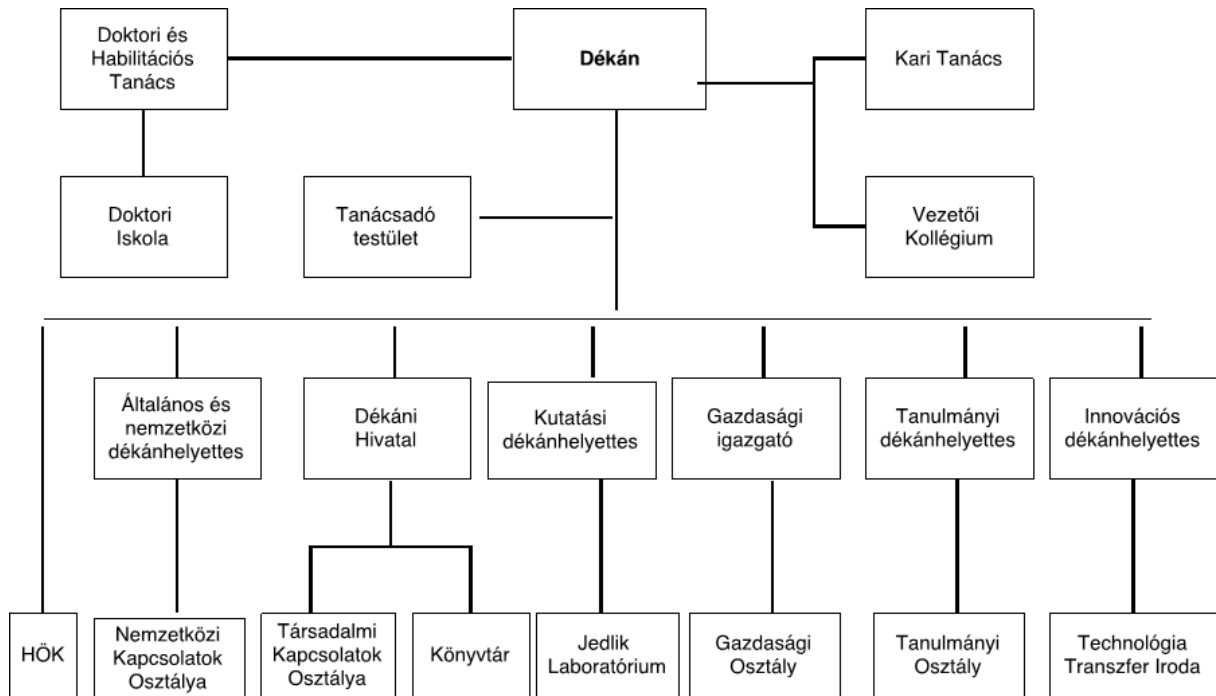 Doktori és
Habilitációs
Tanács
Dékán
Kari Tanács
Doktori
Iskola
Tanácsadó
testület
Vezetői
Kollégium
Általános és
nemzetközi
dékánhelyettes
Dékáni
Hivatal
Kutatási
dékánhelyettes
Gazdasági
igazgató
Tanulmányi
dékánhelyettes
Innovációs
dékánhelyettes
HÖK
Nemzetközi
Kapcsolatok
Osztálya
Társadalmi
Kapcsolatok
Osztálya
Könyvtár
Jedlik
Laboratórium
Gazdasági
Osztály
Tanulmányi
Osztály
Technológia
Transzfer Iroda